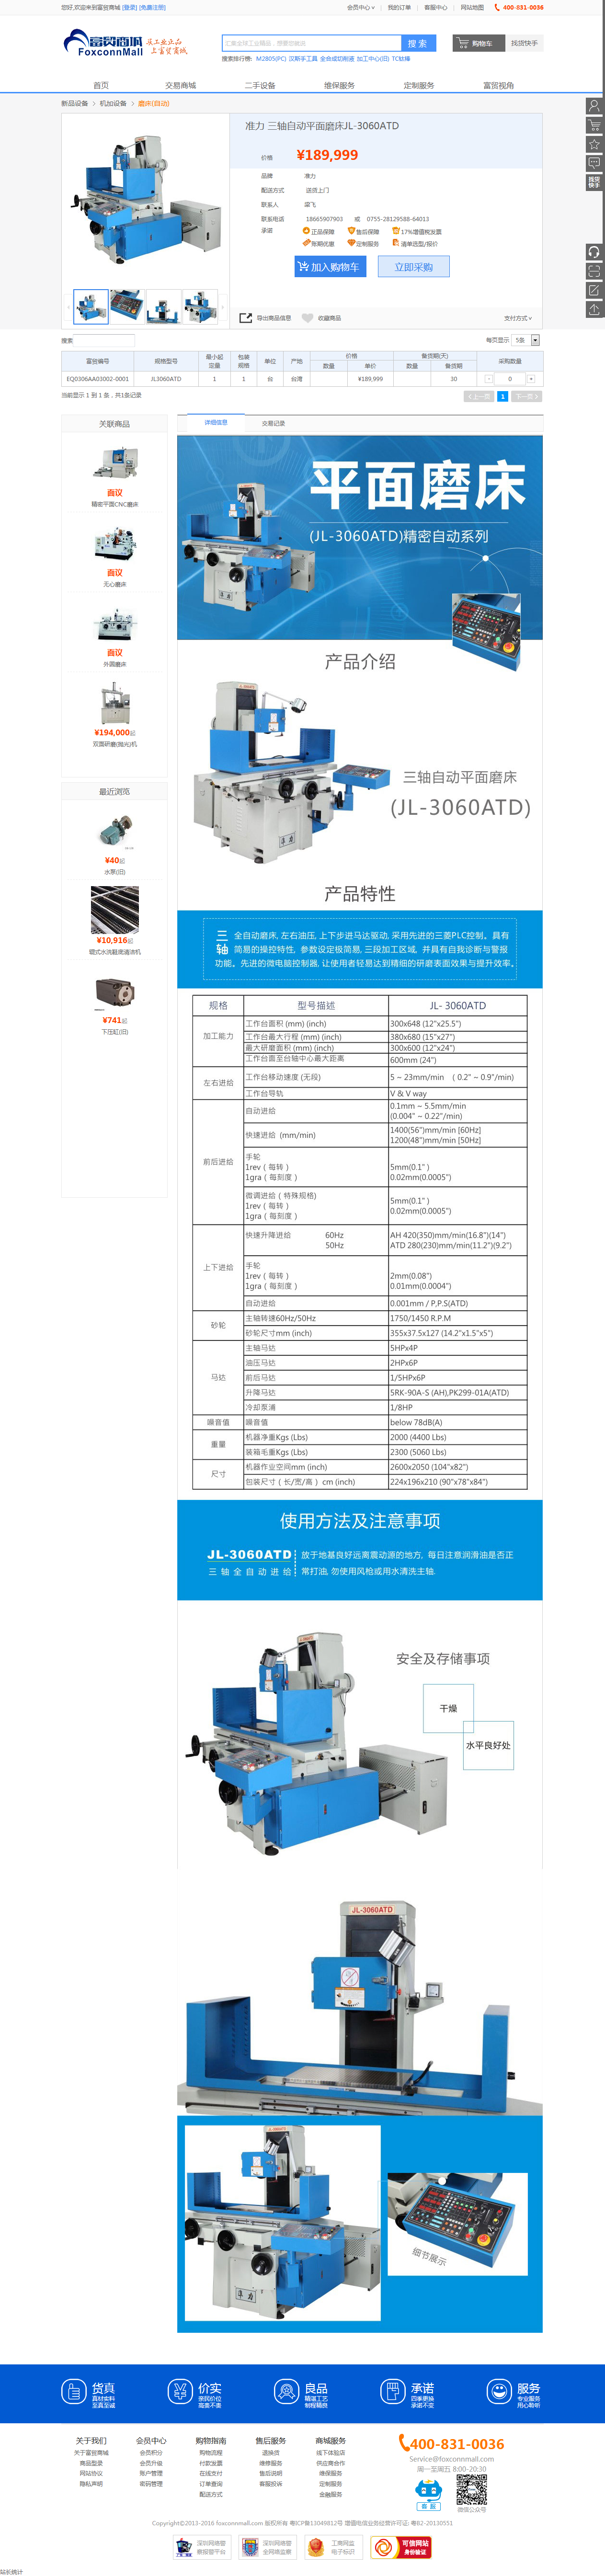 您好,欢迎来到富贸商城 [登录] [免费注册]
会员中心 我的订单 客服中心 网站地图 400-831-0036
富贸商城
FoxconnMall
买工业正品
上富贸商城
汇集全球工业精品，想要您就说
搜 索
购物车
找货快手
搜索排行榜: M2805(PC) 汉斯手工具 全合成切削液 加工中心(旧) TC钛锤
首页 交易商城 二手设备 维保服务 定制服务 富贸视角
新品设备 > 机加设备 > 磨床(自动)
准力 三轴自动平面磨床JL-3060ATD
价格 ¥189,999
品牌 准力
配送方式 送货上门
联系人 梁飞
联系电话 18665907903 或 0755-28129588-64013
承诺 正品保障 售后保障 17%增值税发票
账期优惠 定制服务 清单选型/报价
加入购物车 立即采购
导出商品信息 收藏商品 支付方式
找货
快手
搜索
每页显示 5条
富贸编号 规格型号 最小起定量 包装规格 单位 产地 价格 备货期(天) 采购数量
数量 单价 数量 备货期
EQ0306AA03002-0001 JL3060ATD 1 1 台 台湾 ¥189,999 30 - 0 +
当前显示 1 到 1 条，共1条记录
上一页 1 下一页
关联商品
面议
精密平面CNC磨床
面议
无心磨床
面议
外圆磨床
¥194,000起
双面研磨(抛光)机
最近浏览
¥40起
水泵(旧)
¥10,916起
辊式水洗鞋底清洁机
¥741起
下压缸(旧)
详细信息 交易记录
平面磨床
(JL-3060ATD)精密自动系列
产品介绍
三轴自动平面磨床
(JL-3060ATD)
产品特性
三轴
全自动磨床, 左右油压, 上下步进马达驱动, 采用先进的三菱PLC控制。具有
简易的操控特性, 参数设定极简易, 三段加工区域, 并具有自我诊断与警报
功能。先进的微电脑控制器, 让使用者轻易达到精细的研磨表面效果与提升效率。
规格 型号描述 JL- 3060ATD
加工能力
工作台面积 (mm) (inch) 300x648 (12"x25.5")
工作台最大行程 (mm) (inch) 380x680 (15"x27")
最大研磨面积 (mm) (inch) 300x600 (12"x24")
工作台面至台轴中心最大距离 600mm (24")
左右进给
工作台移动速度 (无段) 5 ~ 23mm/min ( 0.2" ~ 0.9"/min)
工作台导轨 V & V way
前后进给
自动进给 0.1mm ~ 5.5mm/min
(0.004" ~ 0.22"/min)
快速进给 (mm/min) 1400(56")mm/min [60Hz]
1200(48")mm/min [50Hz]
手轮
1rev（每转） 5mm(0.1" )
1gra（每刻度） 0.02mm(0.0005")
微调进给（特殊规格)
1rev（每转） 5mm(0.1" )
1gra（每刻度） 0.02mm(0.0005")
上下进给
快速升降进给 60Hz AH 420(350)mm/min(16.8")(14")
50Hz ATD 280(230)mm/min(11.2")(9.2")
手轮
1rev（每转） 2mm(0.08")
1gra（每刻度） 0.01mm(0.0004")
自动进给 0.001mm / P,P.S(ATD)
砂轮
主轴转速60Hz/50Hz 1750/1450 R.P.M
砂轮尺寸mm (inch) 355x37.5x127 (14.2"x1.5"x5")
马达
主轴马达 5HPx4P
油压马达 2HPx6P
前后马达 1/5HPx6P
升降马达 5RK-90A-S (AH),PK299-01A(ATD)
冷却泵浦 1/8HP
噪音值 噪音值 below 78dB(A)
重量
机器净重Kgs (Lbs) 2000 (4400 Lbs)
装箱毛重Kgs (Lbs) 2300 (5060 Lbs)
尺寸
机器作业空间mm (inch) 2600x2050 (104"x82")
包装尺寸（长/宽/高） cm (inch) 224x196x210 (90"x78"x84")
使用方法及注意事项
JL-3060ATD
三 轴 全 自 动 进 给
放于地基良好远离震动源的地方, 每日注意润滑油是否正
常打油, 勿使用风枪或用水清洗主轴.
安全及存储事项
干燥
水平良好处
JL-3060ATD
准力
细节展示
货真
真材实料
至真至诚
价实
亲民价位
高美不贵
良品
精湛工艺
制程精良
承诺
四季更换
承诺不变
服务
专业服务
用心聆听
关于我们 会员中心 购物指南 售后服务 商城服务
关于富贸商城 会员积分 购物流程 退换货 线下体验店
商品型录 会员升级 付款发票 维修服务 供应商合作
网站协议 账户管理 在线支付 售后说明 维保服务
隐私声明 密码管理 订单查询 客服投诉 定制服务
配送方式 金融服务
400-831-0036
Service@foxconnmall.com
周一至周五 8:00-20:30
客 服
微信公众号
Copyright©2013-2016 foxconnmall.com 版权所有 粤ICP备13049812号 增值电信业务经营许可证: 粤B2-20130551
深圳网络警察报警平台
深圳网络警全网络监察
工商网监
电子标识
可信网站
身份验证
站长统计